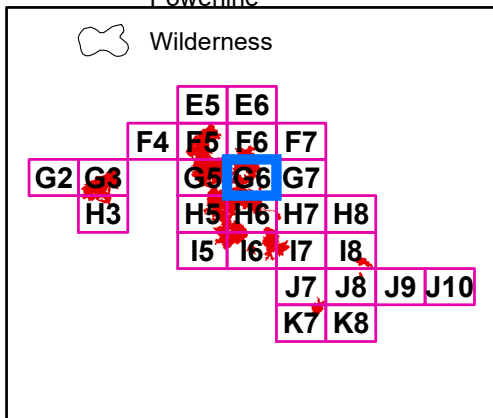 Powerline
Wilderness
E5 E6
F4 F5 F6 F7
G2 G3 G5 G6 G7
H3 H5 H6 H7 H8
I5 I6 I7 I8
J7 J8 J9 J10
K7 K8